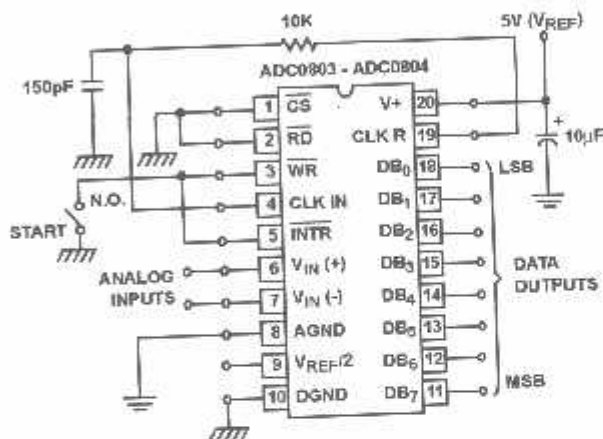 10K
5V (VREF)
150pF
ADC0803 - ADC0804
1 CS V+ 20
2 RD CLK R 19
10µF
+
3 WR DB0 18 LSB
N.O.
4 CLK IN DB1 17
START
5 INTR DB2 16
6 VIN (+) DB3 15
ANALOG
INPUTS
DATA
OUTPUTS
7 VIN (-) DB4 14
8 AGND DB5 13
9 VREF/2 DB6 12
10 DGND DB7 11 MSB